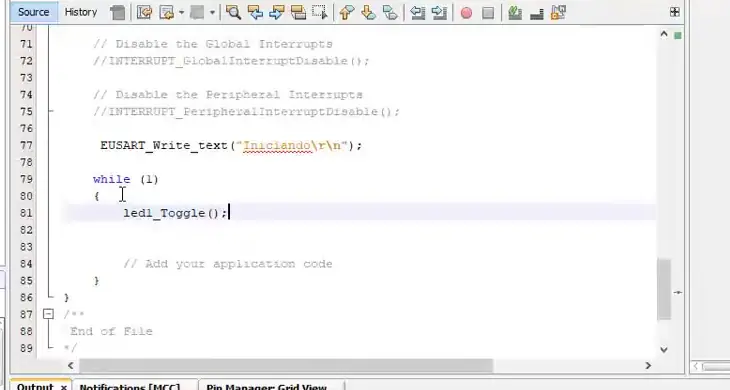 Source History
70
71 // Disable the Global Interrupts
72 //INTERRUPT_GlobalInterruptDisable();
73
74 // Disable the Peripheral Interrupts
75 //INTERRUPT_PeripheralInterruptDisable();
76
77 EUSART_Write_text("Iniciando\r\n");
78
79 while (1)
80 {
81 led1_Toggle();
82
83
84 // Add your application code
85 }
86 }
87 /**
88 End of File
89 */
Output × Notifications [MCC] Pin Manager: Grid View